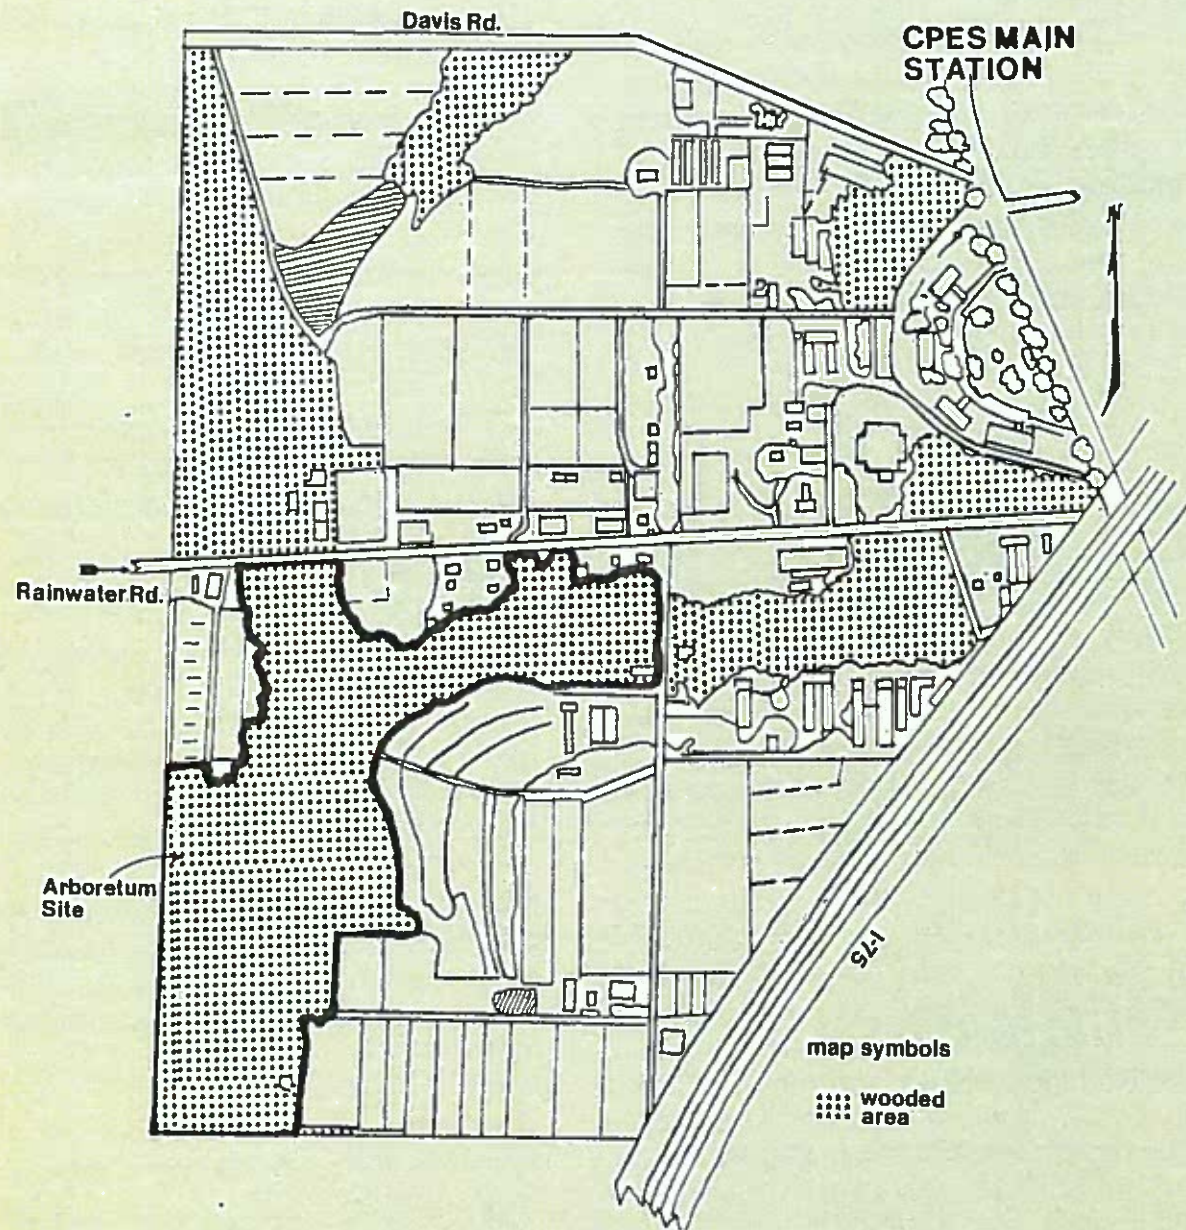 Davis Rd.
CPES MAIN
STATION
N
Rainwater Rd.
Arboretum
Site
I-75
map symbols
wooded
area